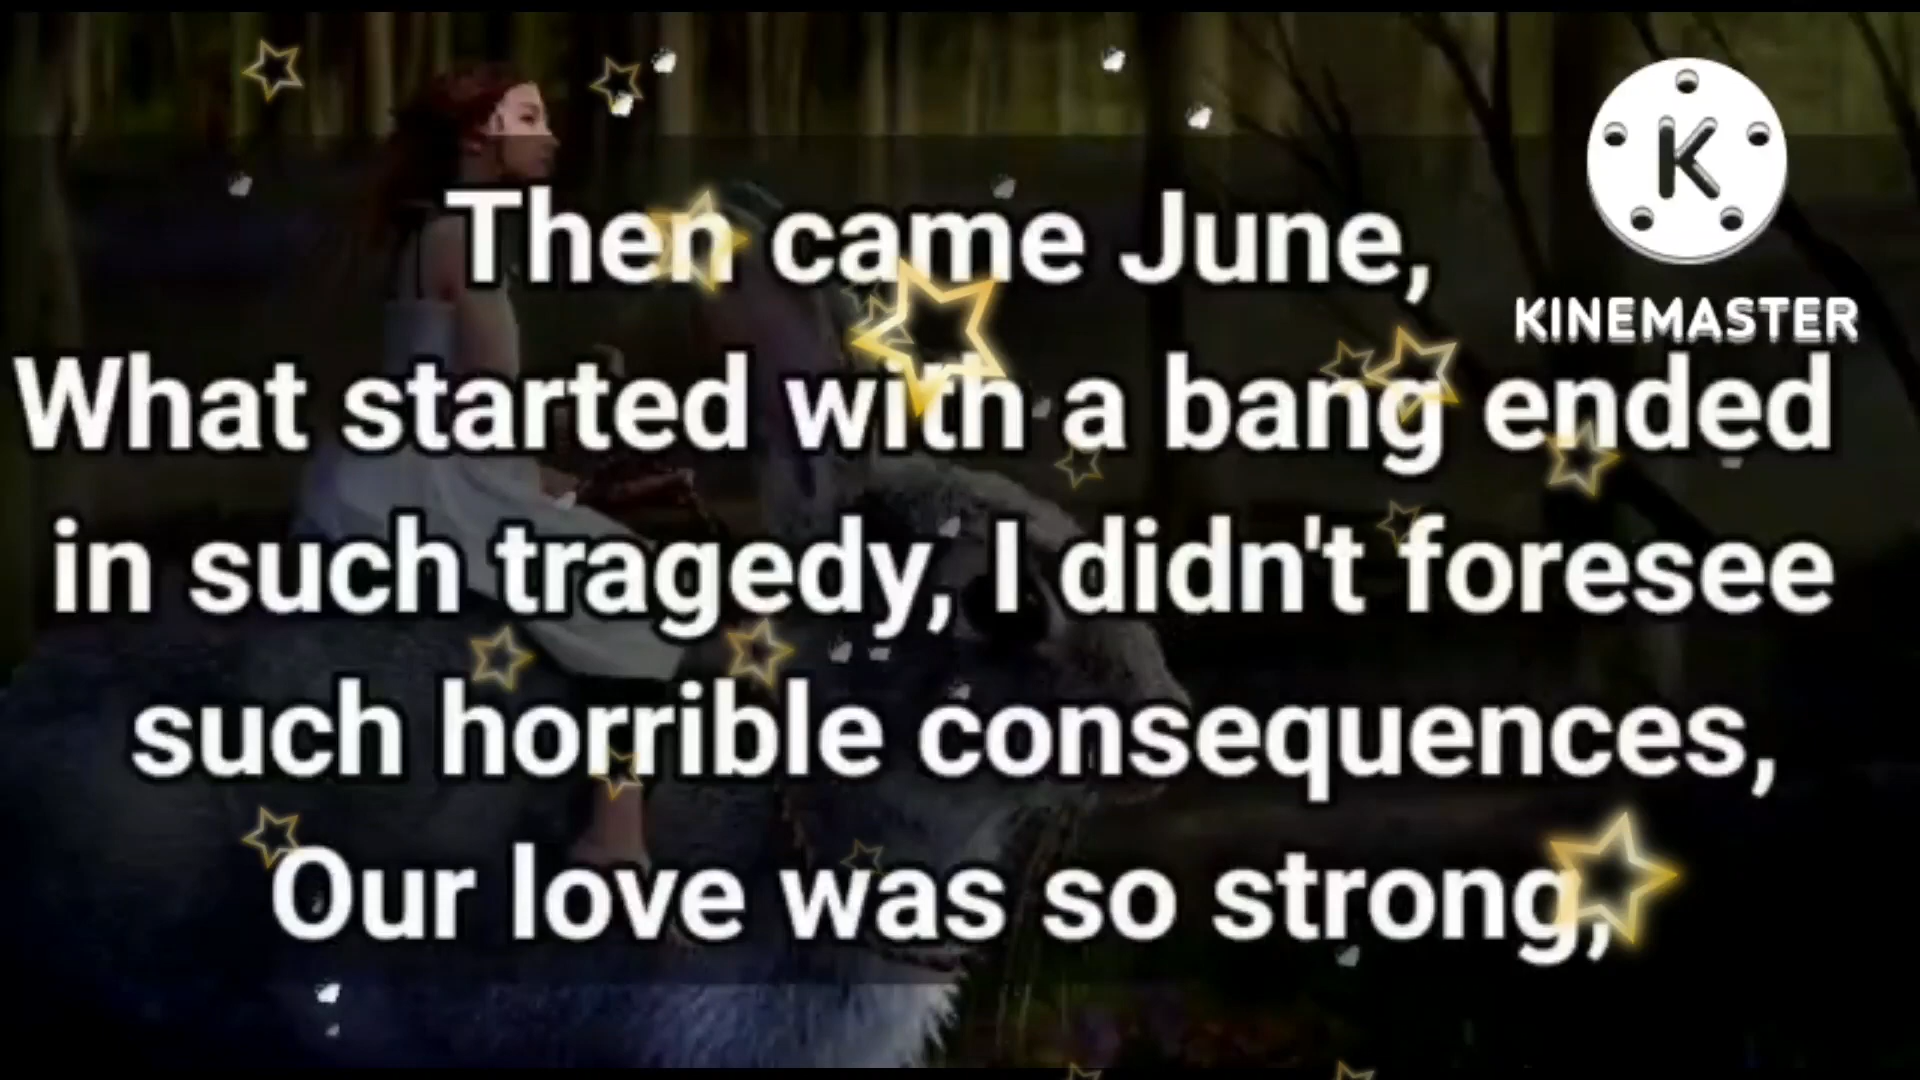 K
KINEMASTER
Then came June,
What started with a bang ended
in such tragedy, I didn't foresee
such horrible consequences,
Our love was so strong,